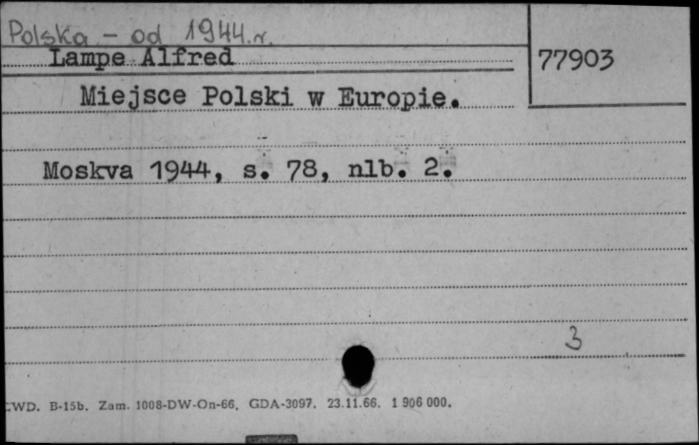 Polska - od 1944 r.
Lampe Alfred
77903
Miejsce Polski w Europie.
Moskva 1944, s. 78, nlb. 2.
3
WD. B-15b. Zam. 1008-DW-On-66, GDA-3097. 23.11.66. 1 906 000.